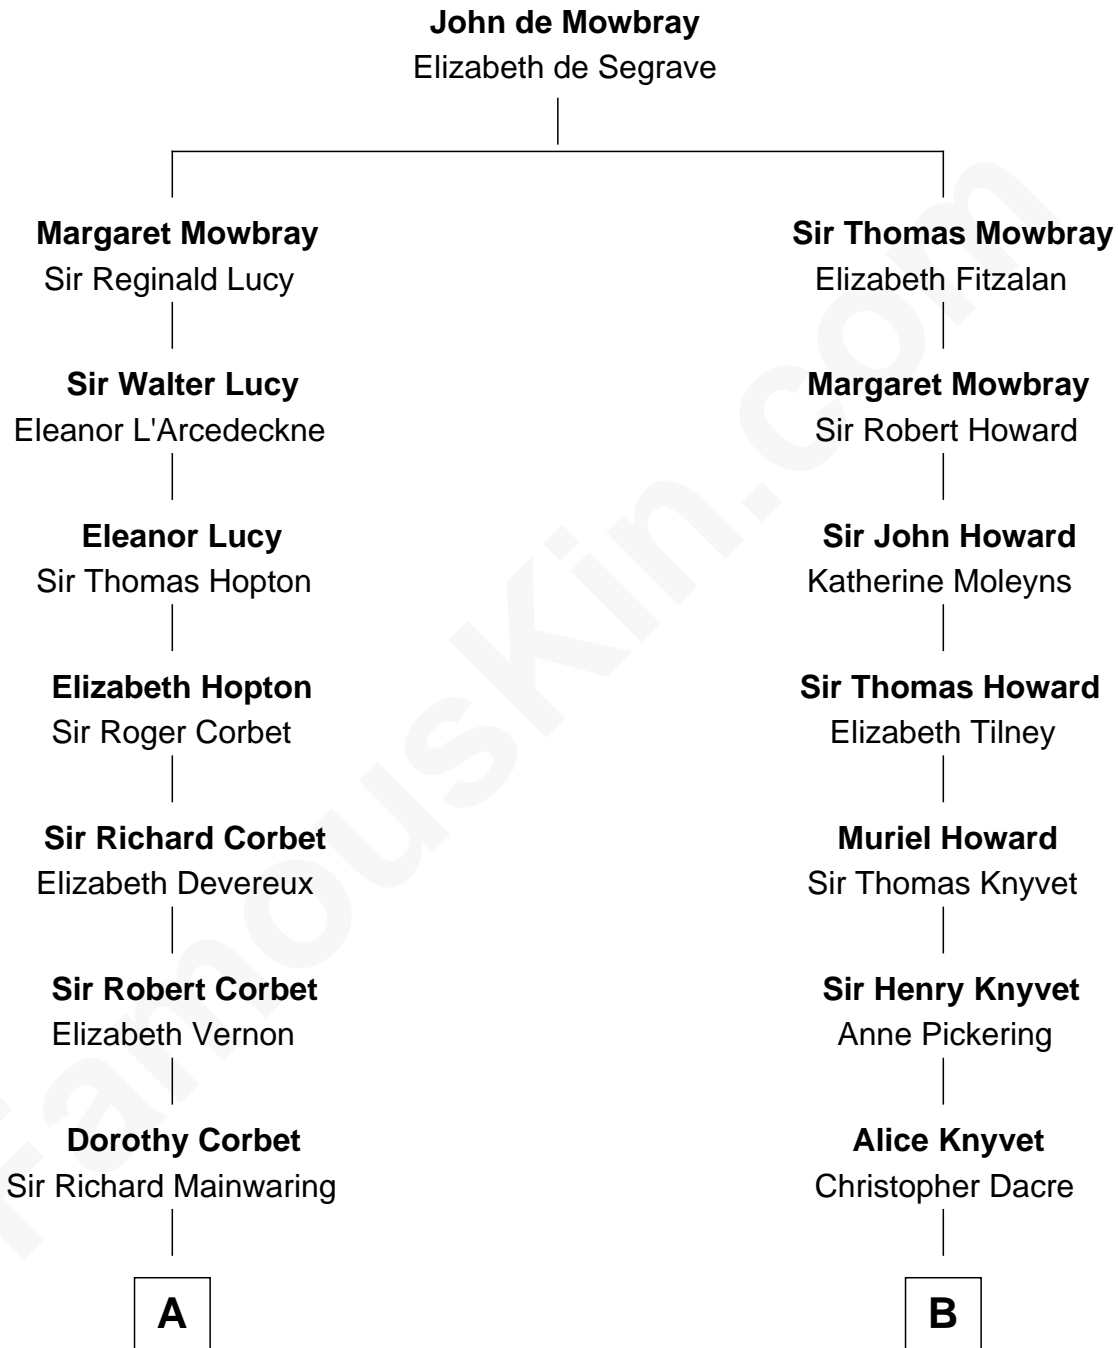 John de Mowbray
Elizabeth de Segrave
Margaret Mowbray
Sir Reginald Lucy
Sir Thomas Mowbray
Elizabeth Fitzalan
Sir Walter Lucy
Eleanor L'Arcedeckne
Margaret Mowbray
Sir Robert Howard
Eleanor Lucy
Sir Thomas Hopton
Sir John Howard
Katherine Moleyns
Elizabeth Hopton
Sir Roger Corbet
Sir Thomas Howard
Elizabeth Tilney
Sir Richard Corbet
Elizabeth Devereux
Muriel Howard
Sir Thomas Knyvet
Sir Robert Corbet
Elizabeth Vernon
Sir Henry Knyvet
Anne Pickering
Dorothy Corbet
Sir Richard Mainwaring
Alice Knyvet
Christopher Dacre
A
B
FamousKin.com